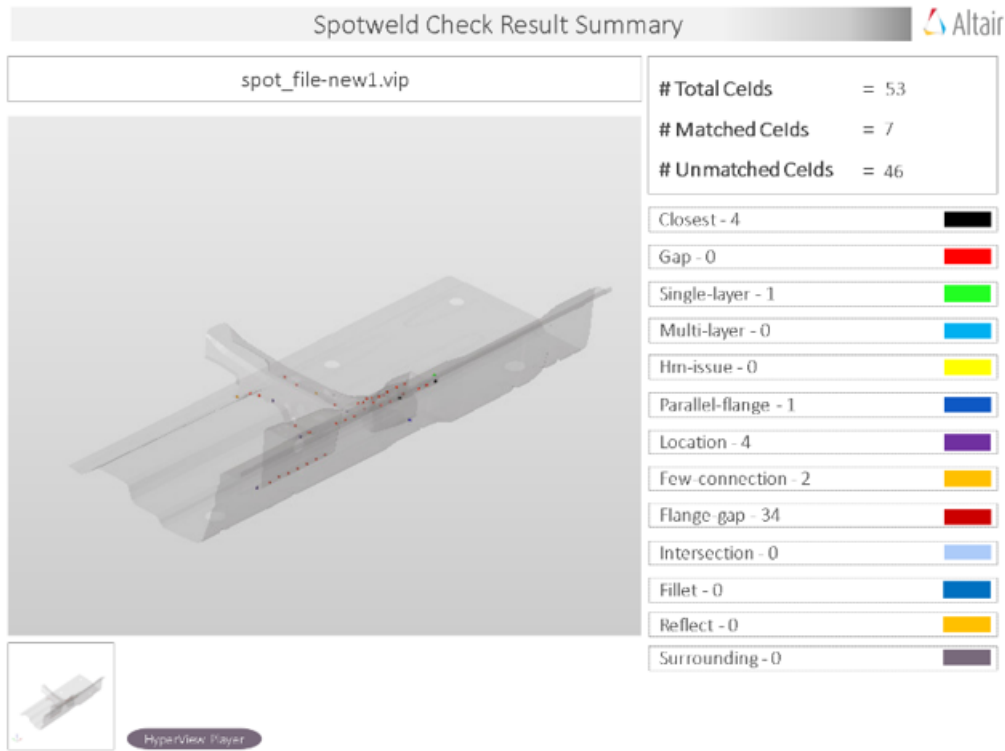 Spotweld Check Result Summary
Altair
spot_file-new1.vip
# Total Celds = 53
# Matched Celds = 7
# Unmatched Celds = 46
Closest - 4
Gap - 0
Single-layer - 1
Multi-layer - 0
Hm-issue - 0
Parallel-flange - 1
Location - 4
Few-connection - 2
Flange-gap - 34
Intersection - 0
Fillet - 0
Reflect - 0
Surrounding - 0
HyperView Player